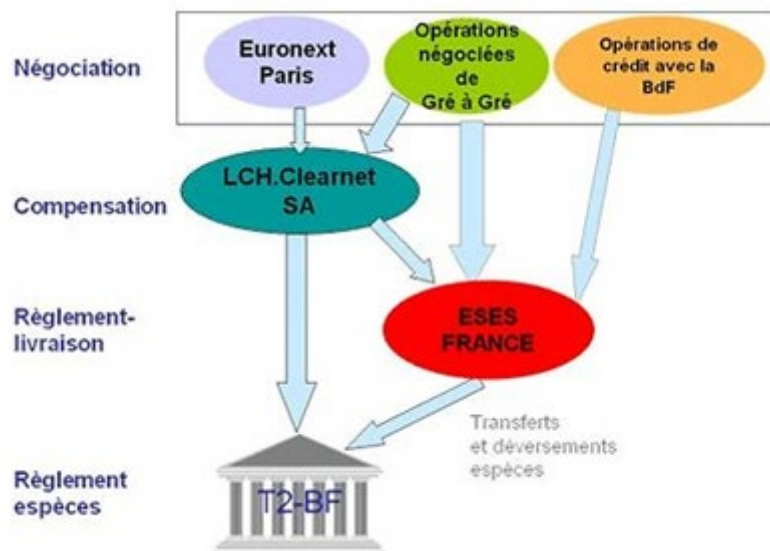 Négociation
Euronext
Paris
Opérations
négociées
de
Gré à Gré
Opérations de
crédit avec la
BdF
Compensation
LCH.Clearnet
SA
Règlement-
livraison
ESES
FRANCE
Transferts
et déversements
espèces
Règlement
espèces
T2-BF